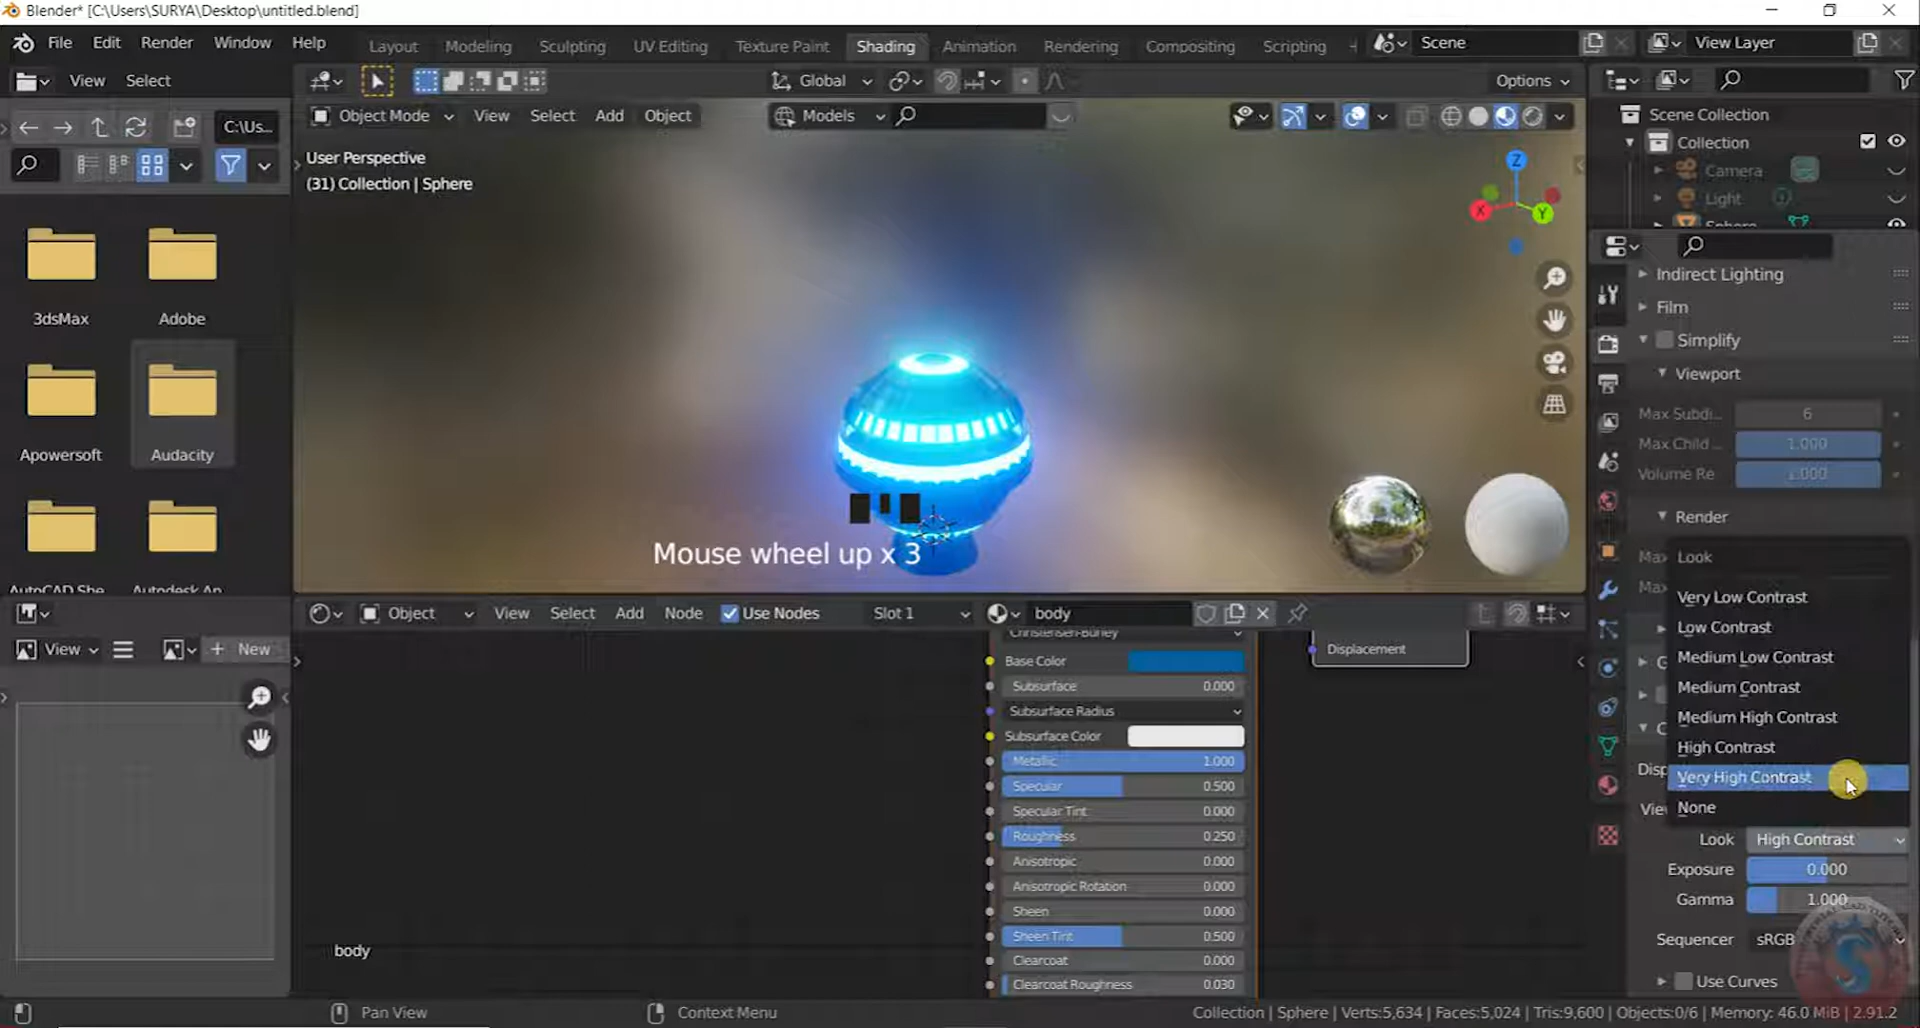 Blender* [C:\Users\SURYA\Desktop\untitled.blend]
File Edit Render Window Help Layout Modeling Sculpting UV Editing Texture Paint Shading Animation Rendering Compositing Scripting Scene View Layer
View Select Global Options
C:\Us... Object Mode View Select Add Object Models
Scene Collection
Collection
Camera
Light
Sphere
User Perspective
(31) Collection | Sphere
Z
X
Y
3dsMax Adobe
Apowersoft Audacity
AutoCAD She Autodesk An
Mouse wheel up x 3
Indirect Lighting
Film
Simplify
Viewport
Max Subdi... 6
Max Child ... 1.000
Volume Re 1.000
Render
Look
Very Low Contrast
Low Contrast
Medium Low Contrast
Medium Contrast
Medium High Contrast
High Contrast
Very High Contrast
None
Look High Contrast
Exposure 0.000
Gamma 1.000
Sequencer sRGB
Use Curves
View New
Object View Select Add Node Use Nodes Slot 1 body
Christensen-Burley
Base Color
Subsurface 0.000
Subsurface Radius
Subsurface Color
Metallic 1.000
Specular 0.500
Specular Tint 0.000
Roughness 0.250
Anisotropic 0.000
Anisotropic Rotation 0.000
Sheen 0.000
Sheen Tint 0.500
Clearcoat 0.000
Clearcoat Roughness 0.030
Displacement
body
Pan View Context Menu Collection | Sphere | Verts:5,634 | Faces:5,024 | Tris:9,600 | Objects:0/6 | Memory: 46.0 MiB | 2.91.2